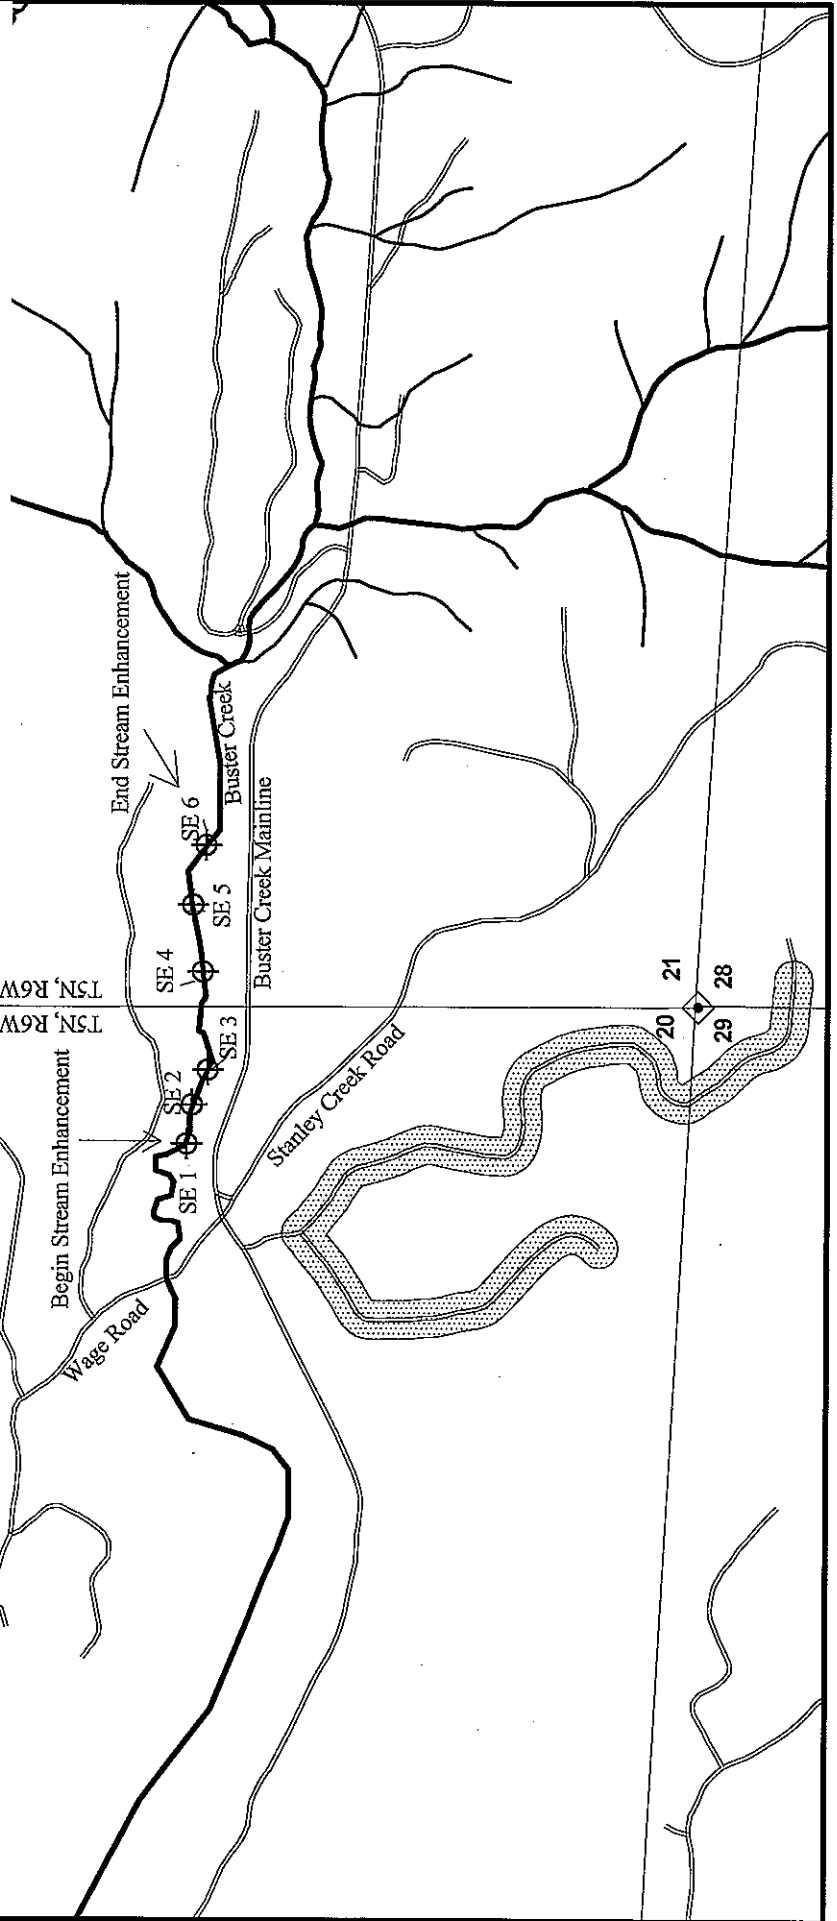 End Stream Enhancement
Buster Creek
SE 6
SE 5
SE 4
Buster Creek Mainline
T5N, R6W
T5N, R6W
SE 3
SE 2
SE 1
Begin Stream Enhancement
Stanley Creek Road
Wage Road
20
21
29
28